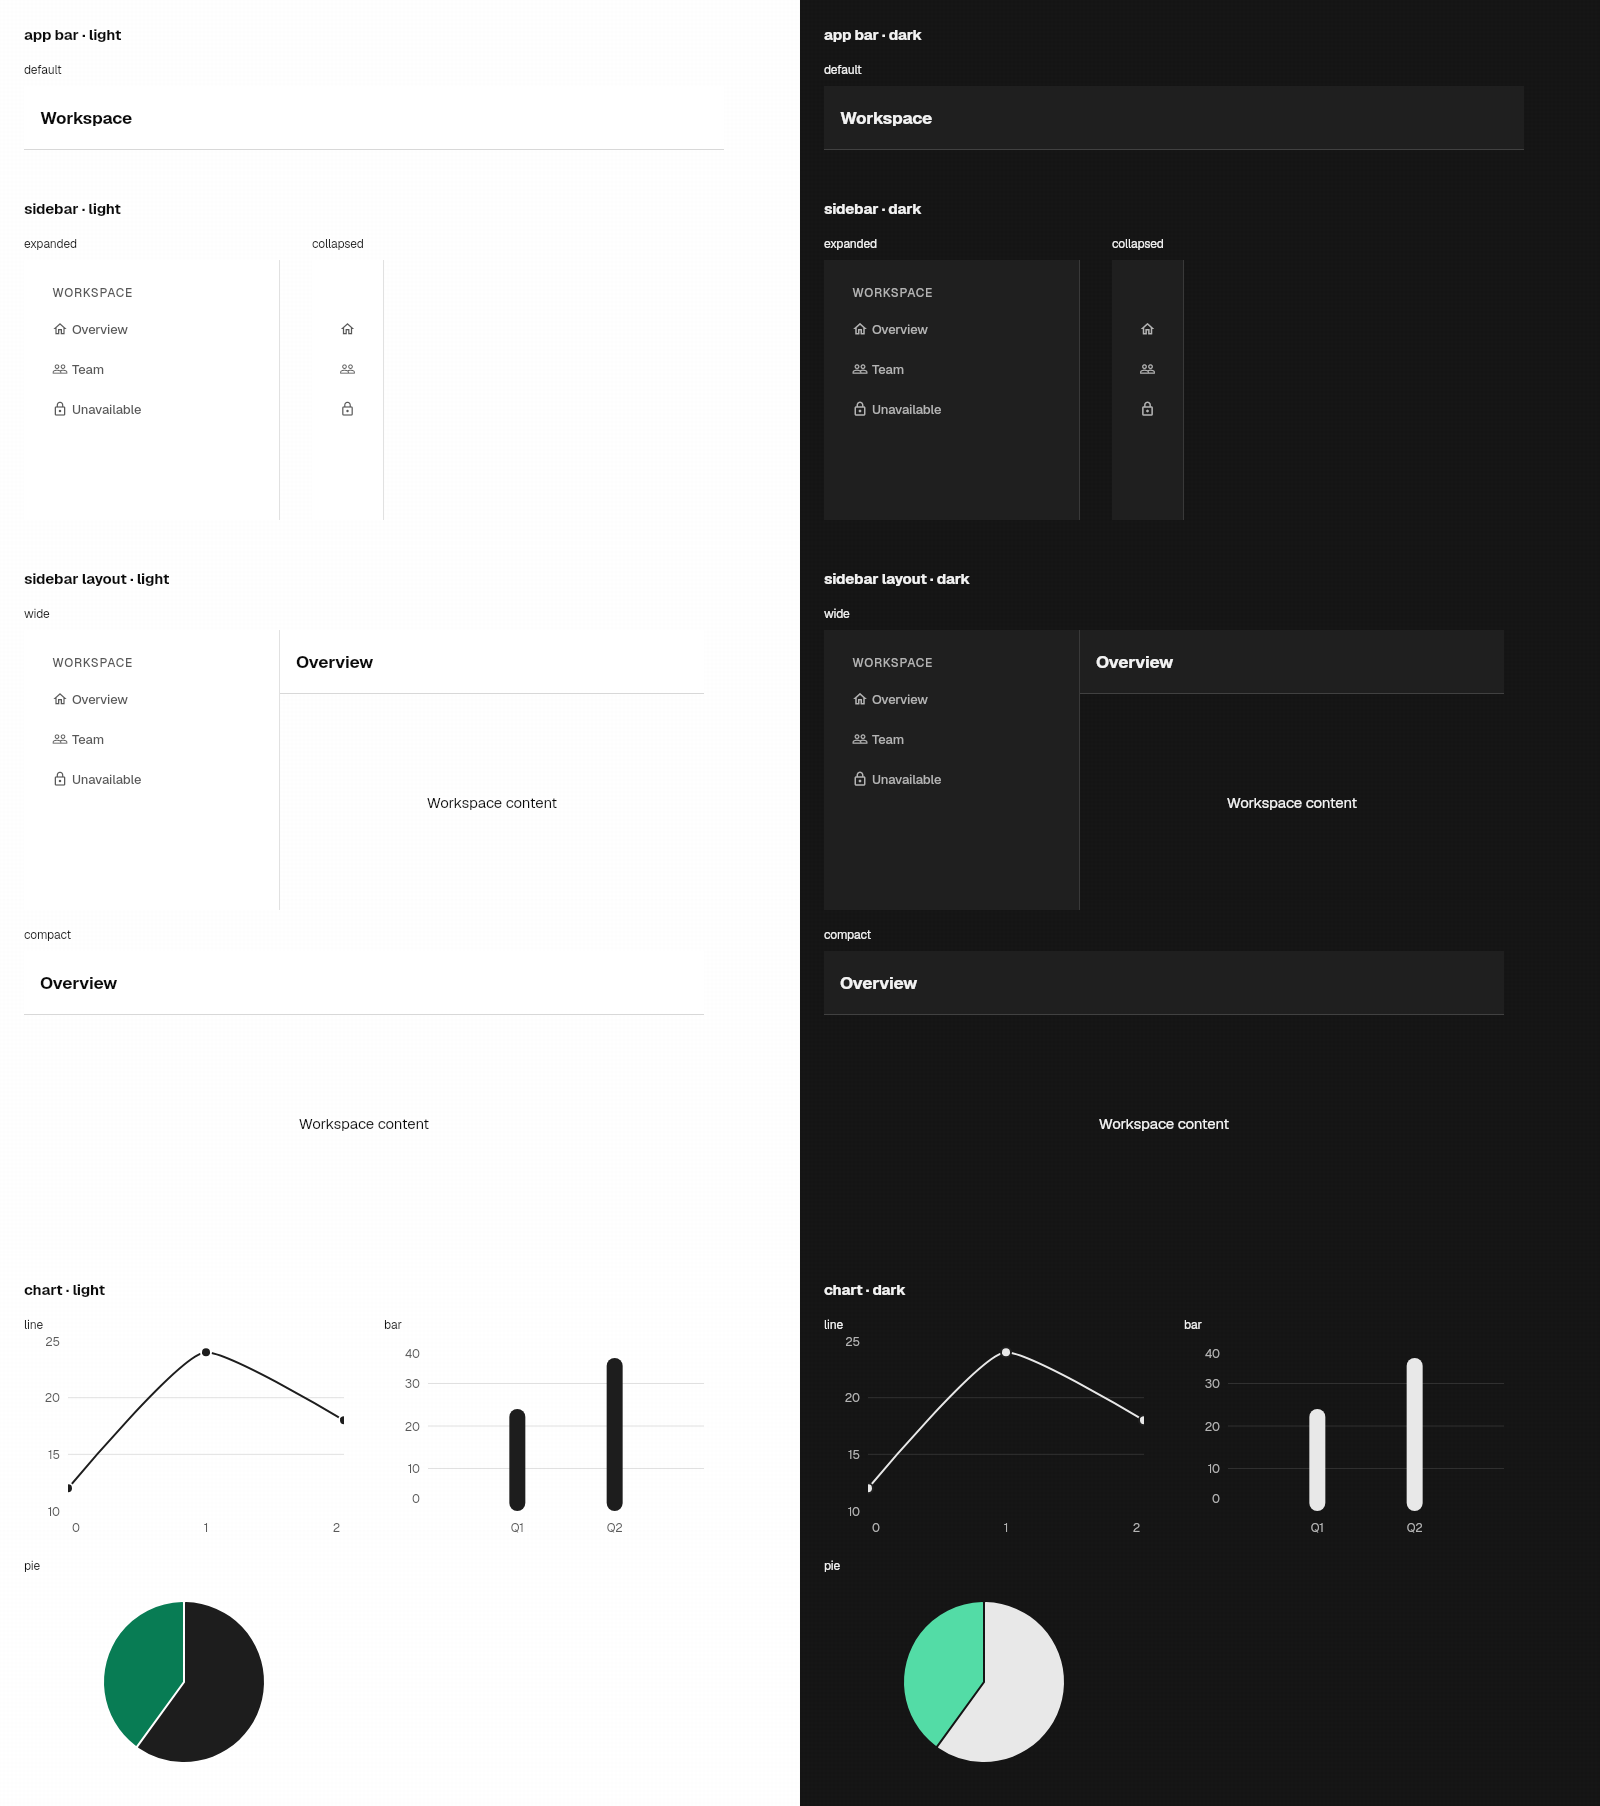 app bar · light
default
Workspace
sidebar · light
expanded
collapsed
WORKSPACE
Overview
Team
Unavailable
sidebar layout · light
wide
WORKSPACE
Overview
Team
Unavailable
Overview
Workspace content
compact
Overview
Workspace content
chart · light
line
25
20
15
10
0 1 2
bar
40
30
20
10
0
Q1 Q2
pie
app bar · dark
default
Workspace
sidebar · dark
expanded
collapsed
WORKSPACE
Overview
Team
Unavailable
sidebar layout · dark
wide
WORKSPACE
Overview
Team
Unavailable
Overview
Workspace content
compact
Overview
Workspace content
chart · dark
line
25
20
15
10
0 1 2
bar
40
30
20
10
0
Q1 Q2
pie